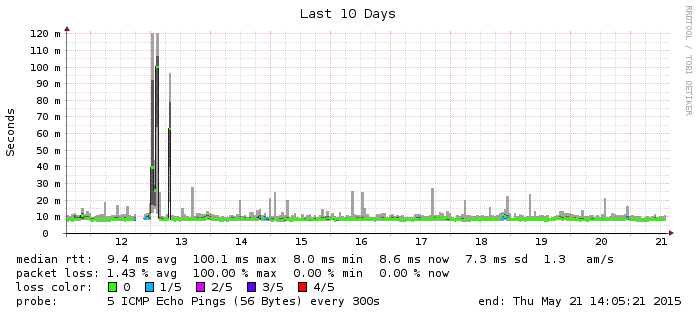 Last 10 Days
RRDTOOL / TOBI OETIKER
Seconds
120 m
110 m
100 m
90 m
80 m
70 m
60 m
50 m
40 m
30 m
20 m
10 m
0
12 13 14 15 16 17 18 19 20 21
median rtt: 9.4 ms avg 100.1 ms max 8.0 ms min 8.6 ms now 7.3 ms sd 1.3 am/s
packet loss: 1.43 % avg 100.00 % max 0.00 % min 0.00 % now
loss color: 0 1/5 2/5 3/5 4/5
probe: 5 ICMP Echo Pings (56 Bytes) every 300s end: Thu May 21 14:05:21 2015